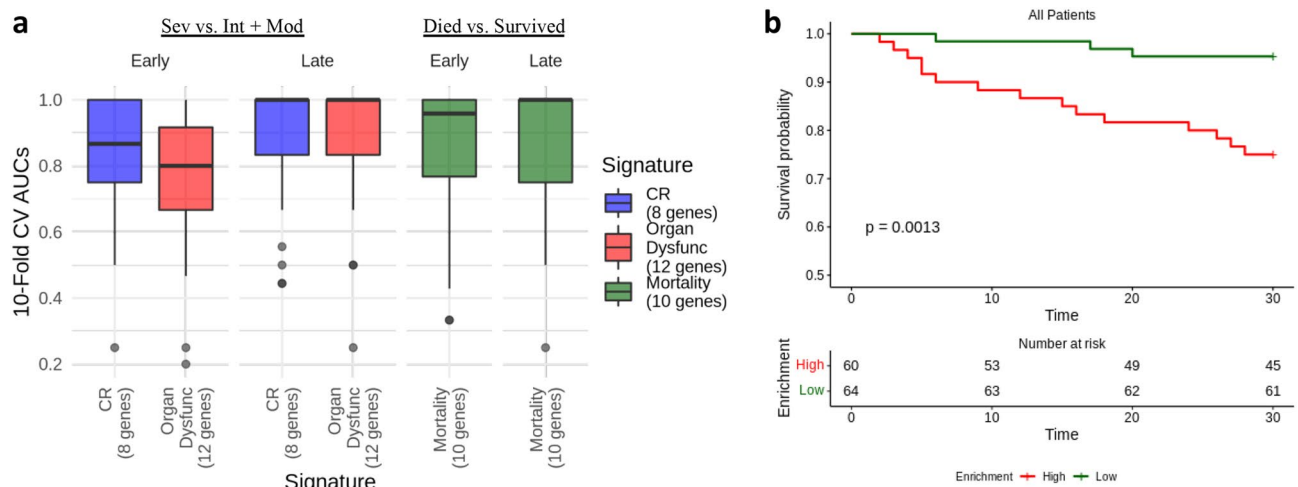 a
Sev vs. Int + Mod
Died vs. Survived
Early
Late
Early
Late
10-Fold CV AUCs
1.0
0.8
0.6
0.4
0.2
CR
(8 genes)
Organ
Dysfunc
(12 genes)
CR
(8 genes)
Organ
Dysfunc
(12 genes)
Mortality
(10 genes)
Mortality
(10 genes)
Signature
Signature
CR
(8 genes)
Organ
Dysfunc
(12 genes)
Mortality
(10 genes)
b
All Patients
Survival probability
1.0
0.9
0.8
0.7
0.6
0.5
p = 0.0013
0
10
20
30
Time
Number at risk
Enrichment
High
60
53
49
45
Low
64
63
62
61
0
10
20
30
Time
Enrichment High Low